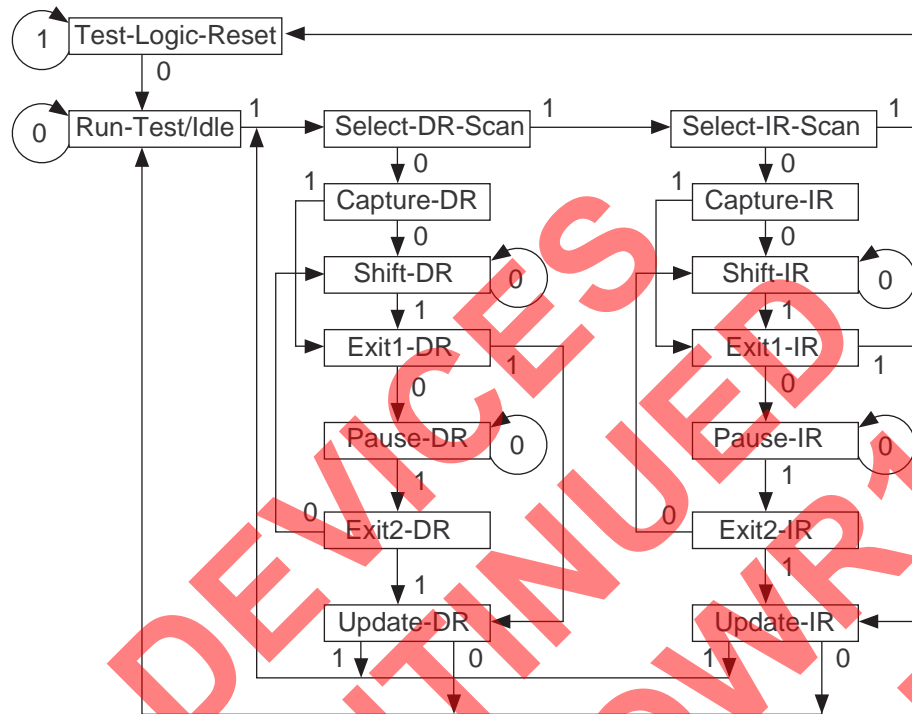 1 Test-Logic-Reset
0
0 Run-Test/Idle 1 Select-DR-Scan 1 Select-IR-Scan 1
0 0
1 Capture-DR 1 Capture-IR
0 0
Shift-DR 0 Shift-IR 0
1 1
Exit1-DR 1 Exit1-IR 1
0 0
Pause-DR 0 Pause-IR 0
1 1
0 Exit2-DR 0 Exit2-IR
1 1
Update-DR Update-IR
1 0 1 0
DEVICES